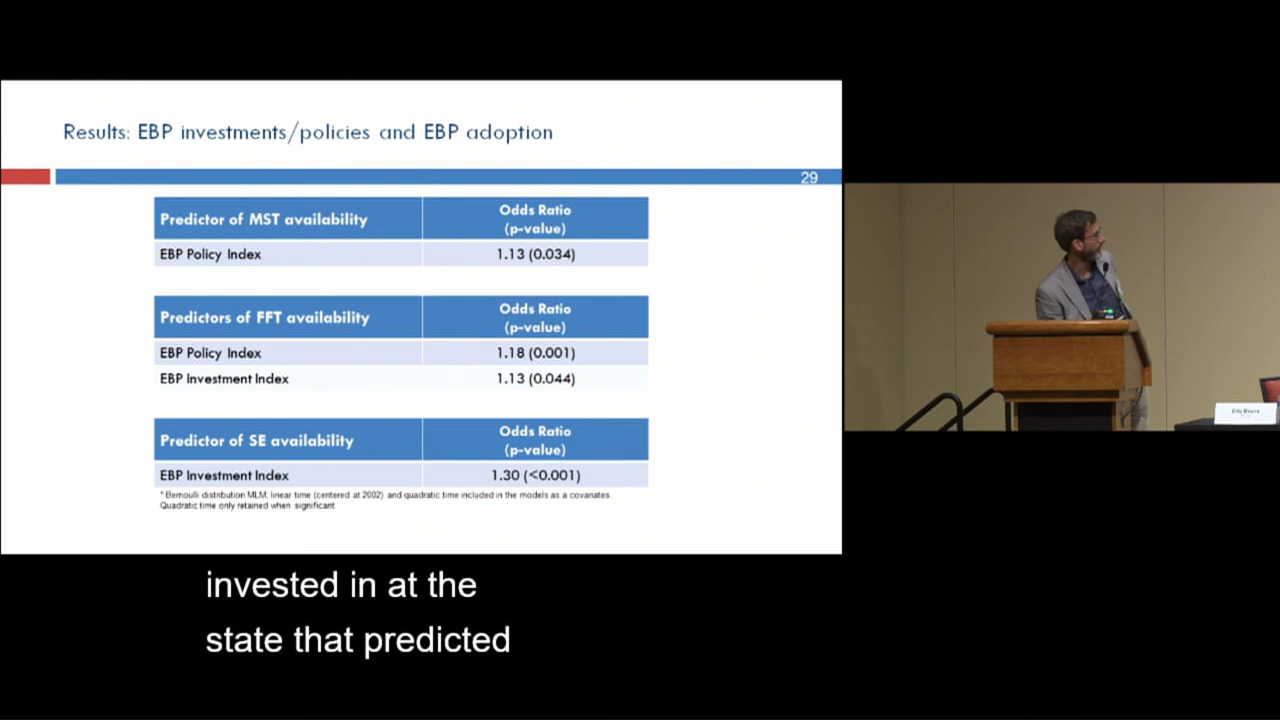 Results: EBP investments/policies and EBP adoption
29
Predictor of MST availability
Odds Ratio
(p-value)
EBP Policy Index
1.13 (0.034)
Predictors of FFT availability
Odds Ratio
(p-value)
EBP Policy Index
1.18 (0.001)
EBP Investment Index
1.13 (0.044)
Predictor of SE availability
Odds Ratio
(p-value)
EBP Investment Index
1.30 (<0.001)
* Bernoulli distribution MLM; linear time (centered at 2002) and quadratic time included in the models as a covariates.
Quadratic time only retained when significant.
invested in at the
state that predicted